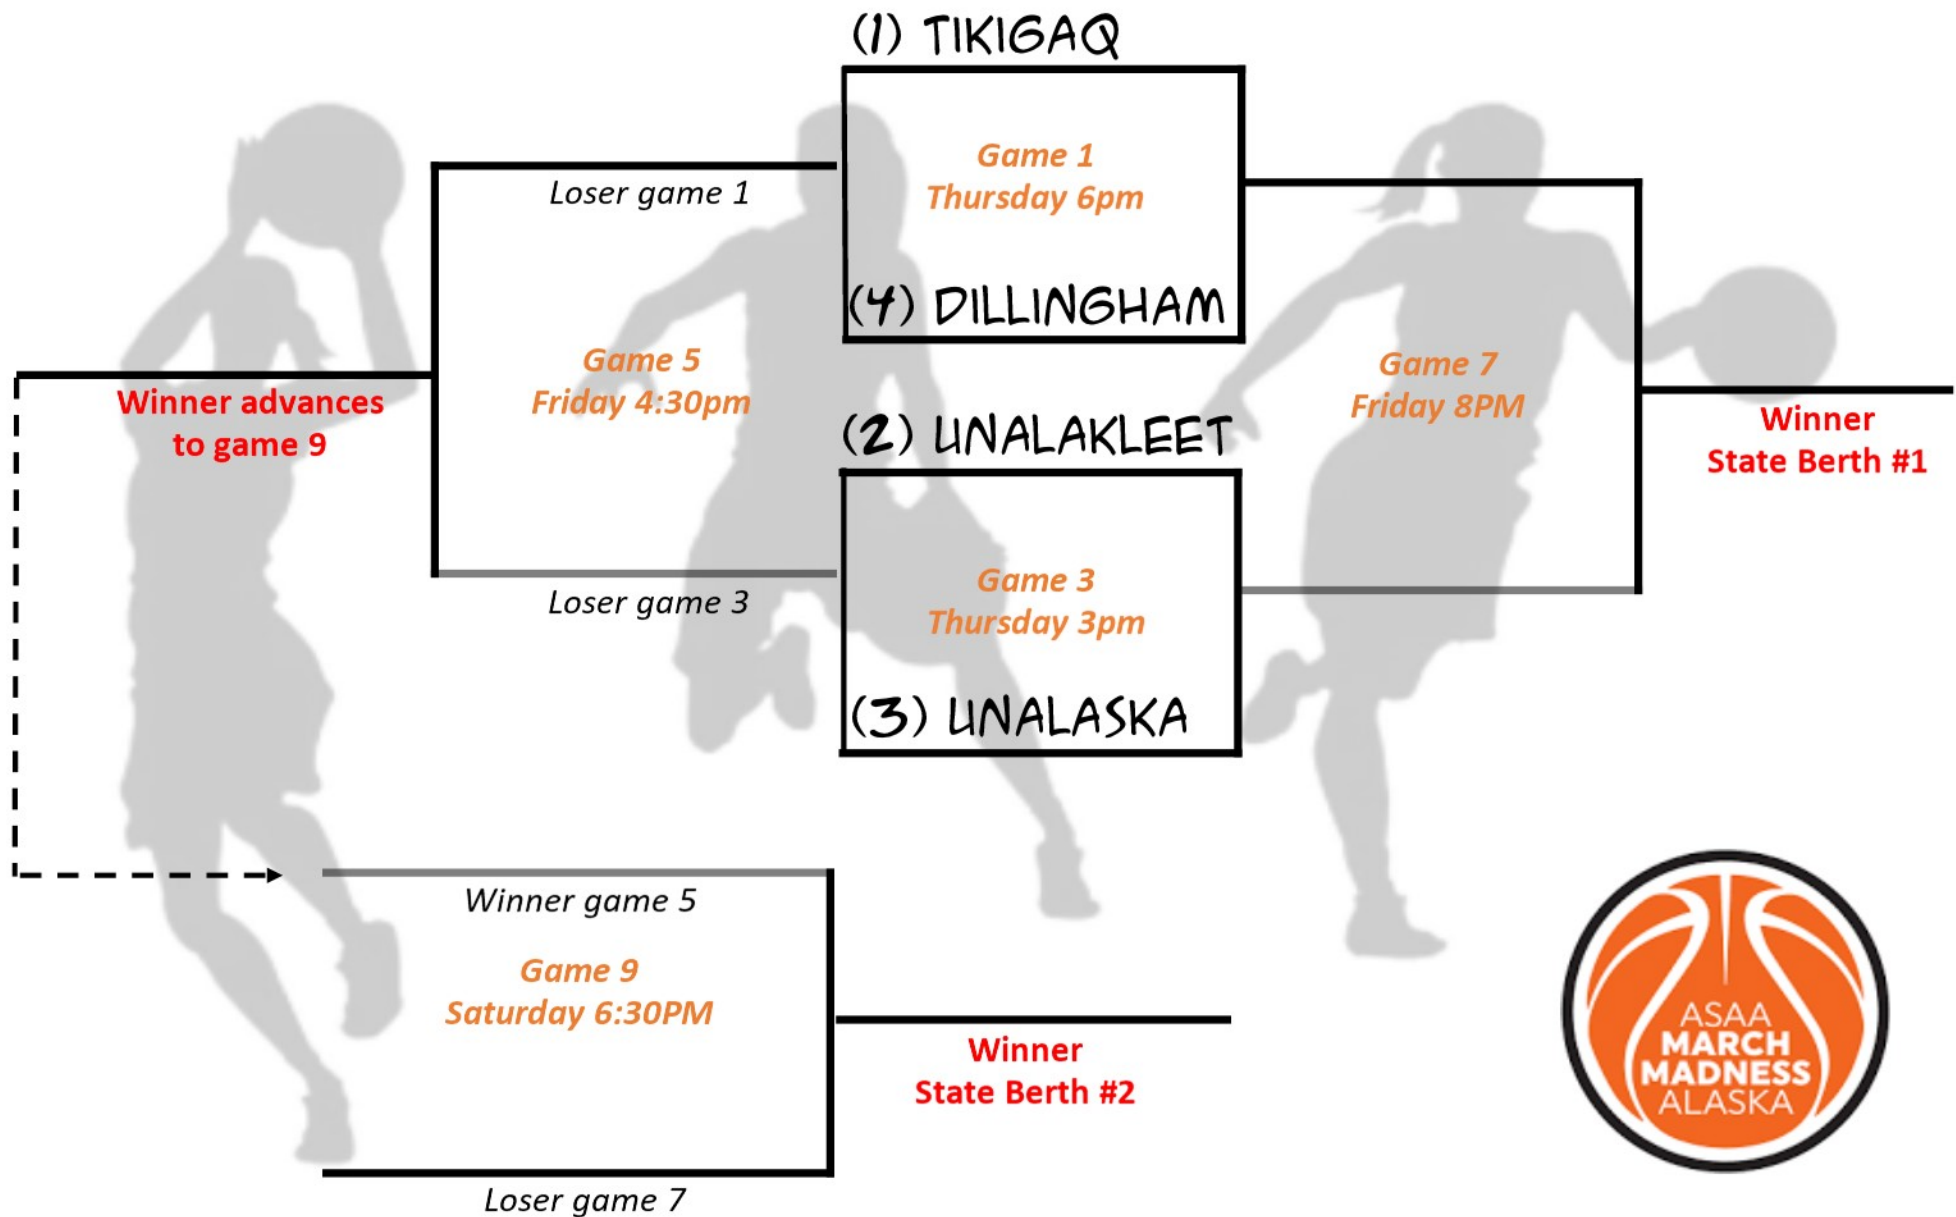 (1) TIKIGAQ
Game 1
Thursday 6pm
Loser game 1
(4) DILLINGHAM
Game 5
Friday 4:30pm
Game 7
Friday 8PM
Winner advances
to game 9
(2) UNALAKLEET
Winner
State Berth #1
Game 3
Thursday 3pm
Loser game 3
(3) UNALASKA
Winner game 5
Game 9
Saturday 6:30PM
Winner
State Berth #2
Loser game 7
ASAA
MARCH
MADNESS
ALASKA